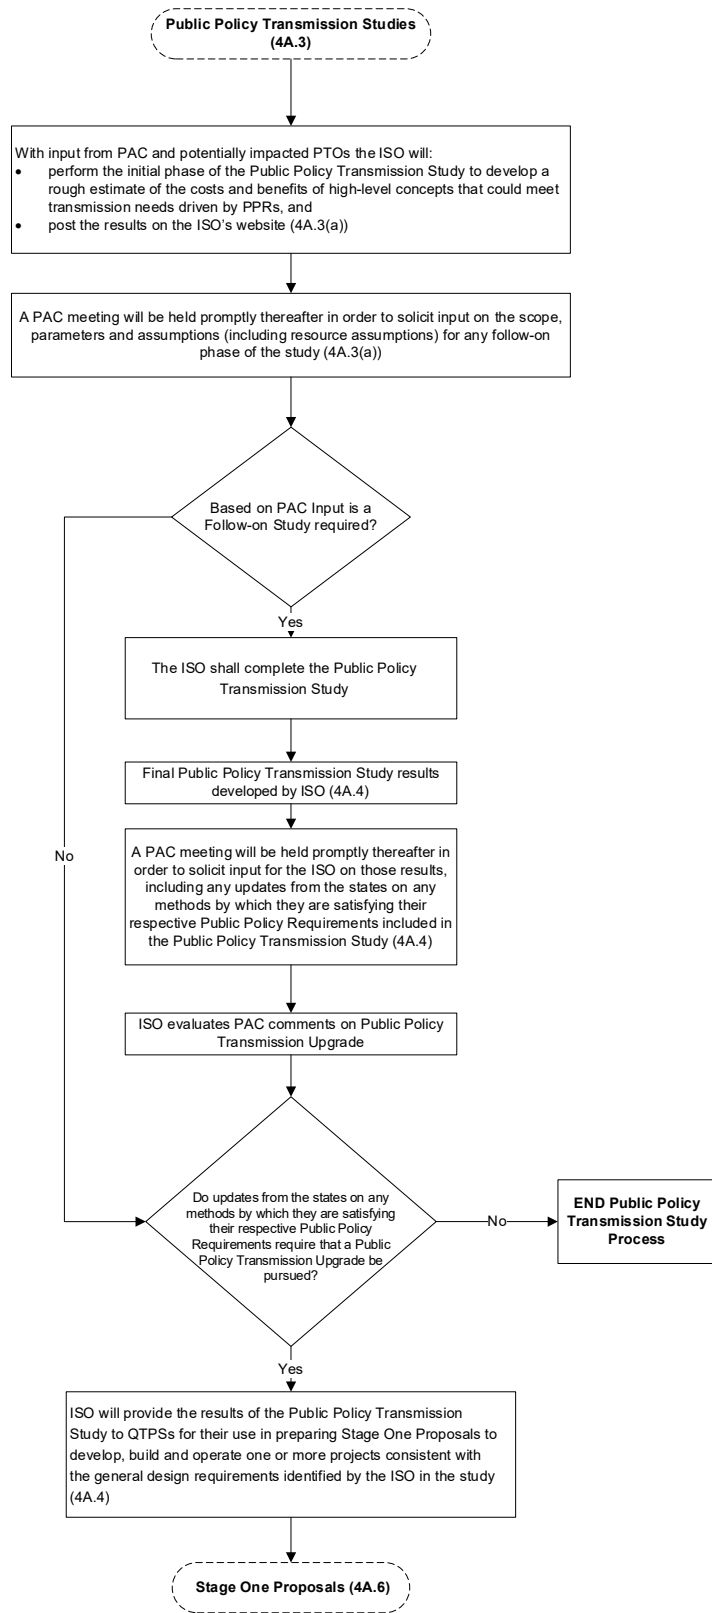 Public Policy Transmission Studies
(4A.3)
With input from PAC and potentially impacted PTOs the ISO will:
• perform the initial phase of the Public Policy Transmission Study to develop a
rough estimate of the costs and benefits of high-level concepts that could meet
transmission needs driven by PPRs, and
• post the results on the ISO's website (4A.3(a))
A PAC meeting will be held promptly thereafter in order to solicit input on the scope,
parameters and assumptions (including resource assumptions) for any follow-on
phase of the study (4A.3(a))
Based on PAC Input is a
Follow-on Study required?
Yes
The ISO shall complete the Public Policy
Transmission Study
Final Public Policy Transmission Study results
developed by ISO (4A.4)
No
A PAC meeting will be held promptly thereafter in
order to solicit input for the ISO on those results,
including any updates from the states on any
methods by which they are satisfying their
respective Public Policy Requirements included in
the Public Policy Transmission Study (4A.4)
ISO evaluates PAC comments on Public Policy
Transmission Upgrade
Do updates from the states on any
methods by which they are satisfying
their respective Public Policy
Requirements require that a Public
Policy Transmission Upgrade be
pursued?
No
END Public Policy
Transmission Study
Process
Yes
ISO will provide the results of the Public Policy Transmission
Study to QTPSs for their use in preparing Stage One Proposals to
develop, build and operate one or more projects consistent with
the general design requirements identified by the ISO in the study
(4A.4)
Stage One Proposals (4A.6)